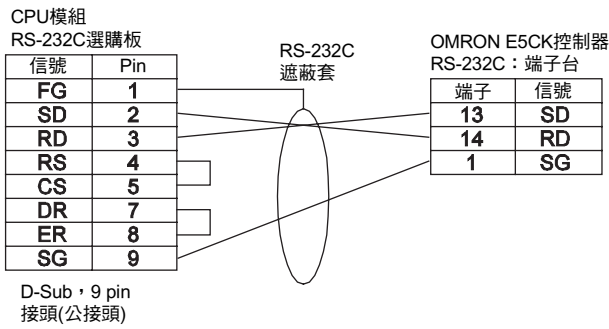 CPU模組
RS-232C選購板
信號 Pin
FG 1
SD 2
RD 3
RS 4
CS 5
DR 7
ER 8
SG 9
D-Sub，9 pin
接頭(公接頭)
RS-232C
遮蔽套
OMRON E5CK控制器
RS-232C：端子台
端子 信號
13 SD
14 RD
1 SG